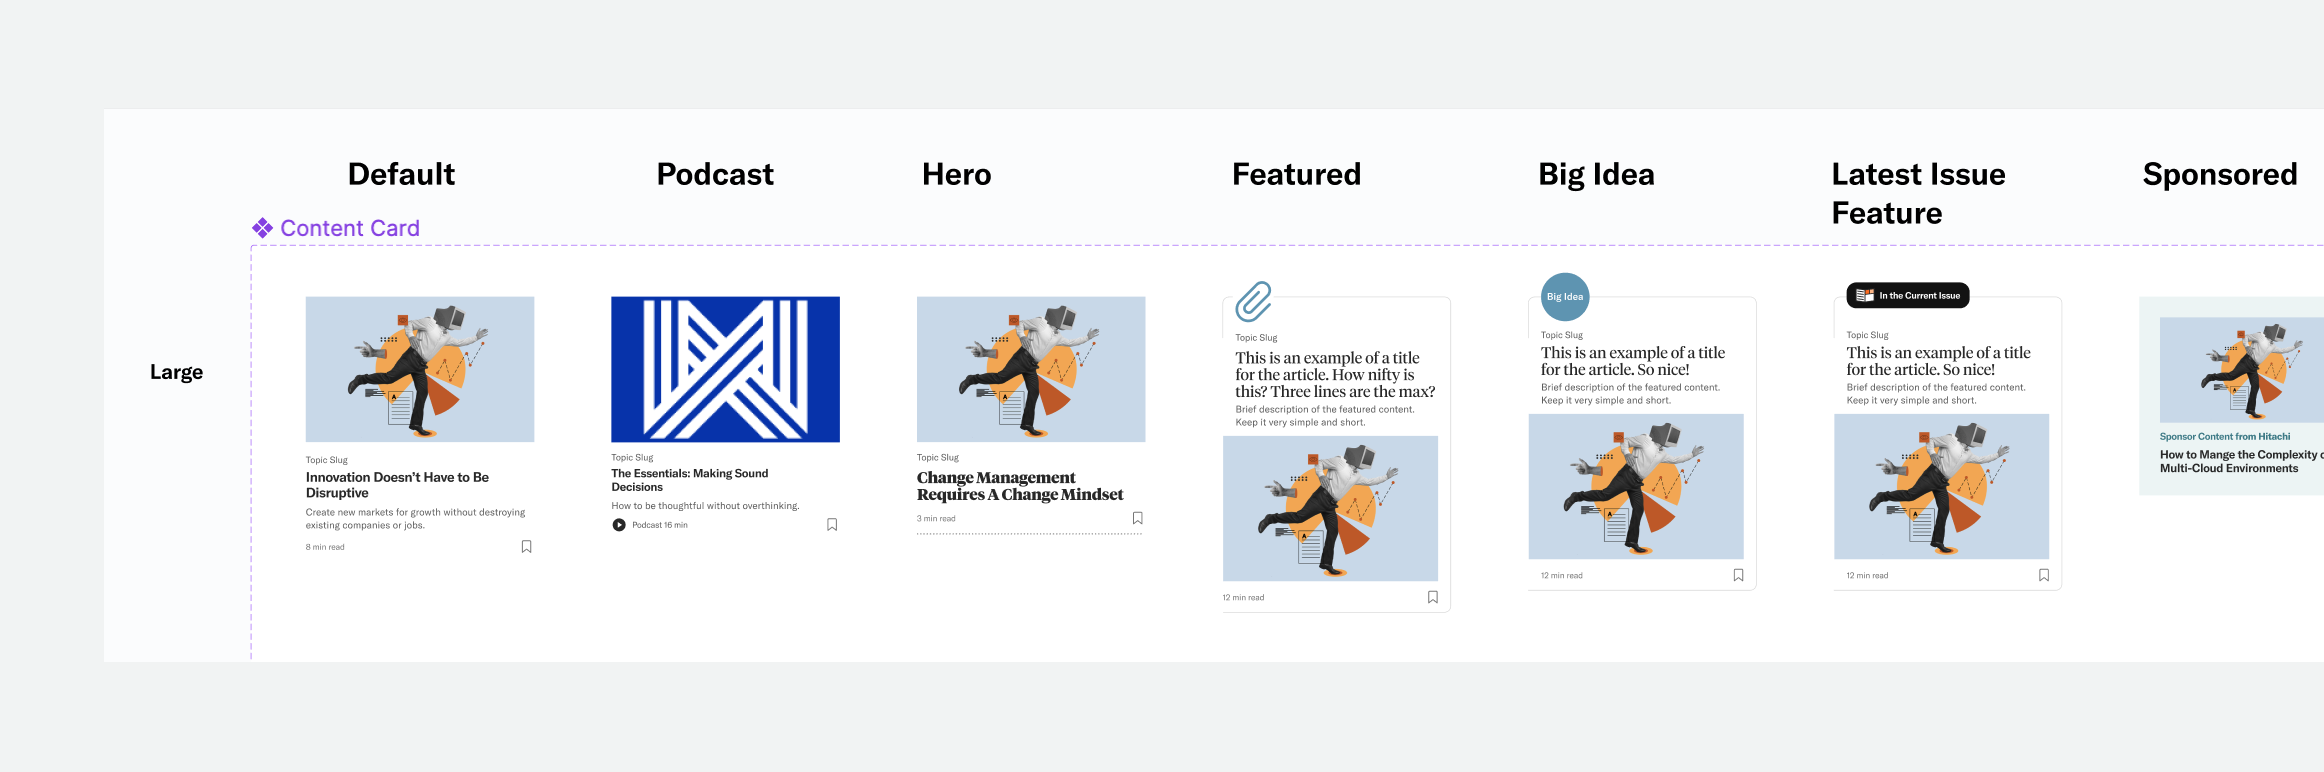 Default
Podcast
Hero
Featured
Big Idea
Latest Issue
Feature
Sponsored
Content Card
Large
Topic Slug
Innovation Doesn’t Have to Be
Disruptive
Create new markets for growth without destroying
existing companies or jobs.
8 min read
Topic Slug
The Essentials: Making Sound
Decisions
How to be thoughtful without overthinking.
Podcast 16 min
Topic Slug
Change Management
Requires A Change Mindset
3 min read
Topic Slug
This is an example of a title
for the article. How nifty is
this? Three lines are the max?
Brief description of the featured content.
Keep it very simple and short.
A
12 min read
Big Idea
Topic Slug
This is an example of a title
for the article. So nice!
Brief description of the featured content.
Keep it very simple and short.
A
12 min read
In the Current Issue
Topic Slug
This is an example of a title
for the article. So nice!
Brief description of the featured content.
Keep it very simple and short.
A
12 min read
Sponsor Content from Hitachi
How to Mange the Complexity
Multi-Cloud Environments